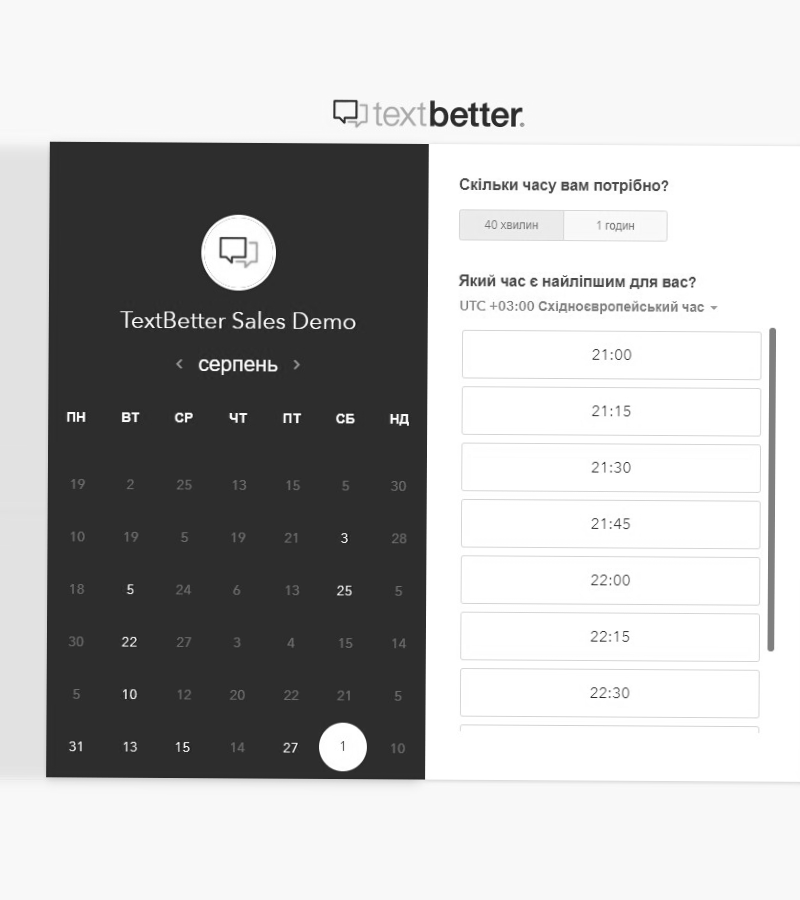 textbetter.
TextBetter Sales Demo
серпень
ПН ВТ СР ЧТ ПТ СБ НД
19 2 25 13 15 5 30
10 19 5 19 21 3 28
18 5 24 6 13 25 5
30 22 27 3 4 15 14
5 10 12 20 22 21 5
31 13 15 14 27 1 10
Скільки часу вам потрібно?
40 хвилин 1 годин
Який час є найліпшим для вас?
UTC +03:00 Східноєвропейський час
21:00
21:15
21:30
21:45
22:00
22:15
22:30